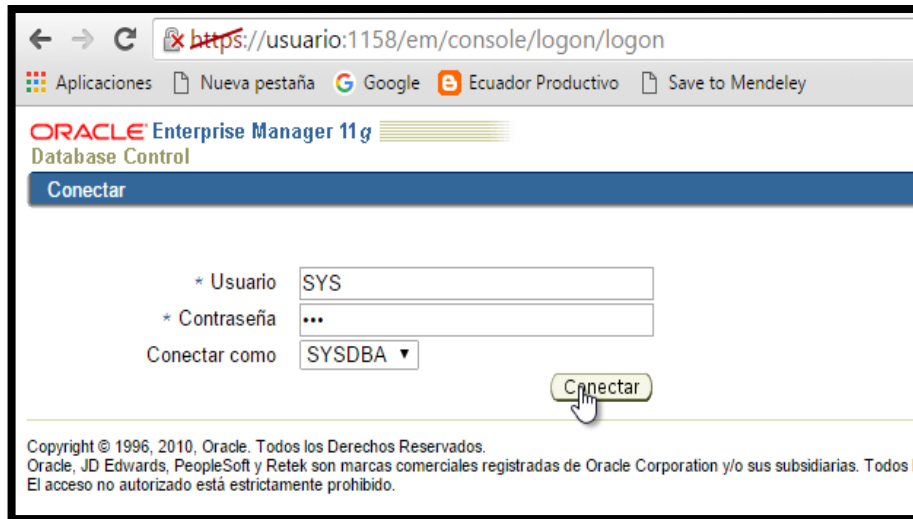 https://usuario:1158/em/console/logon/logon
Aplicaciones Nueva pestaña Google Ecuador Productivo Save to Mendeley
ORACLE Enterprise Manager 11g
Database Control
Conectar
* Usuario SYS
* Contraseña •••
Conectar como SYSDBA
Conectar
Copyright © 1996, 2010, Oracle. Todos los Derechos Reservados.
Oracle, JD Edwards, PeopleSoft y Retek son marcas comerciales registradas de Oracle Corporation y/o sus subsidiarias. Todos
El acceso no autorizado está estrictamente prohibido.